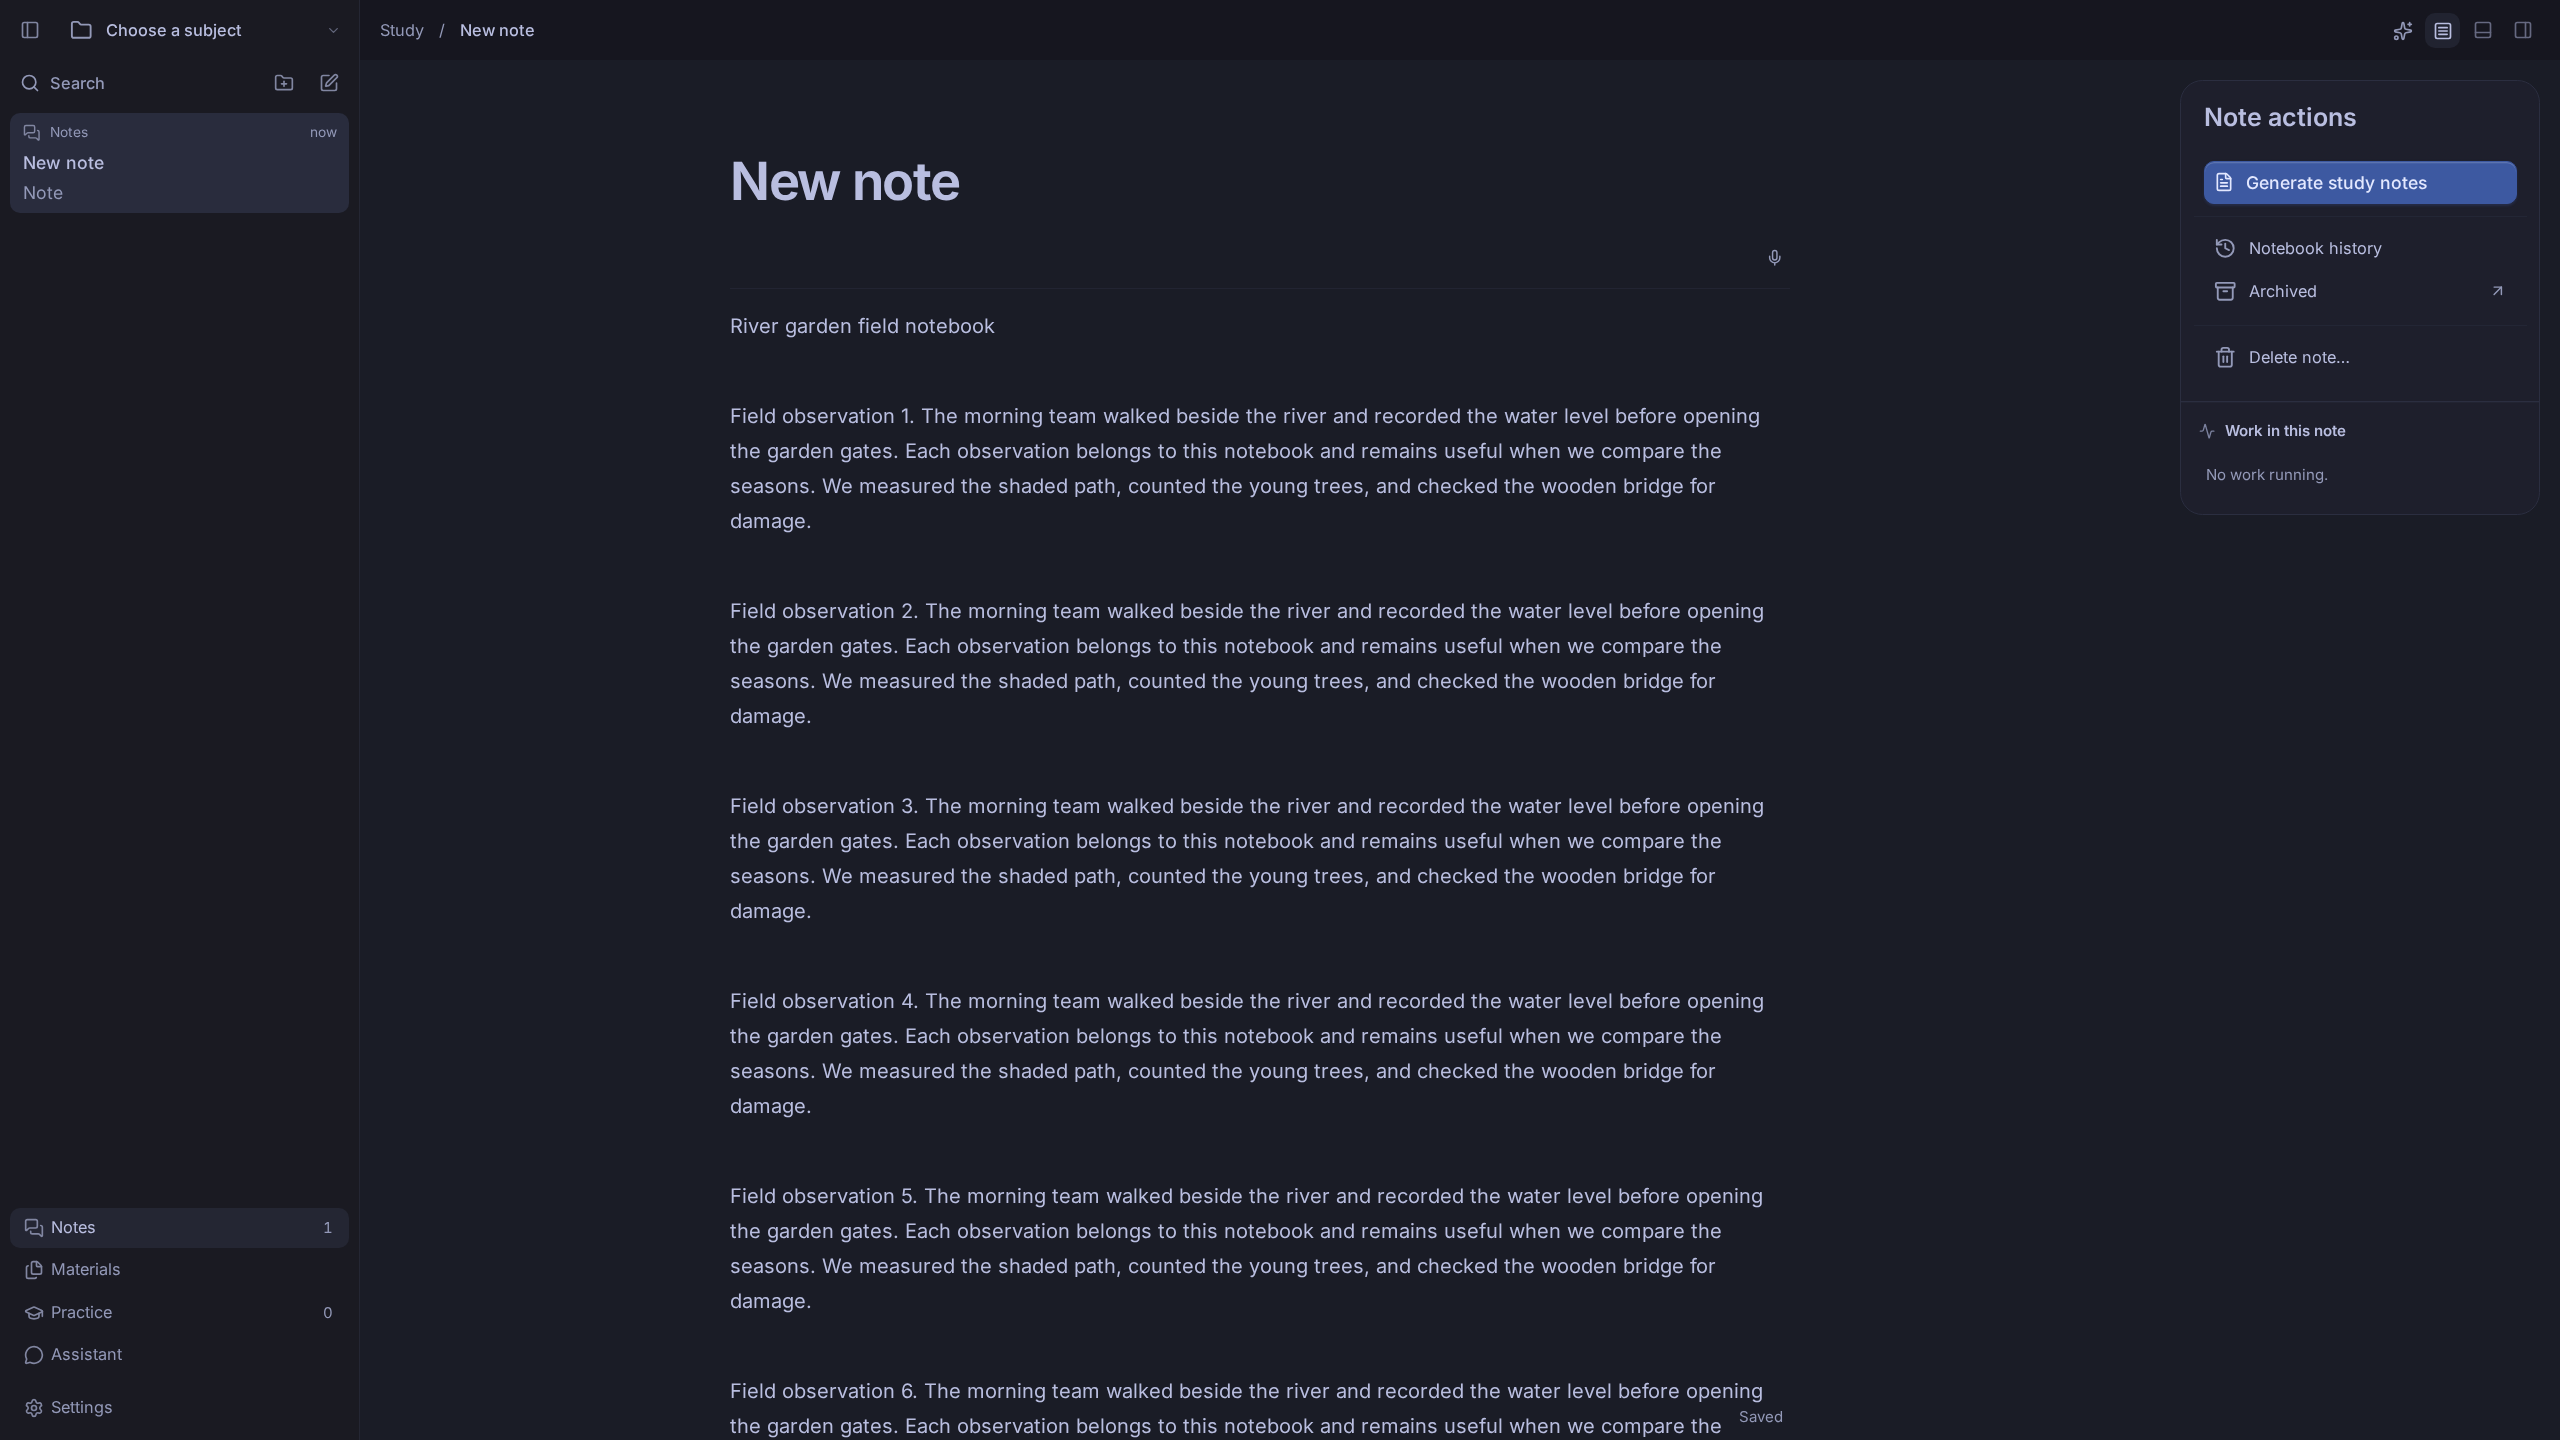 Choose a subject
Search
Notes
now
New note
Note
Notes
1
Materials
Practice
0
Assistant
Settings
Study / New note
New note
River garden field notebook
Field observation 1. The morning team walked beside the river and recorded the water level before opening
the garden gates. Each observation belongs to this notebook and remains useful when we compare the
seasons. We measured the shaded path, counted the young trees, and checked the wooden bridge for
damage.
Field observation 2. The morning team walked beside the river and recorded the water level before opening
the garden gates. Each observation belongs to this notebook and remains useful when we compare the
seasons. We measured the shaded path, counted the young trees, and checked the wooden bridge for
damage.
Field observation 3. The morning team walked beside the river and recorded the water level before opening
the garden gates. Each observation belongs to this notebook and remains useful when we compare the
seasons. We measured the shaded path, counted the young trees, and checked the wooden bridge for
damage.
Field observation 4. The morning team walked beside the river and recorded the water level before opening
the garden gates. Each observation belongs to this notebook and remains useful when we compare the
seasons. We measured the shaded path, counted the young trees, and checked the wooden bridge for
damage.
Field observation 5. The morning team walked beside the river and recorded the water level before opening
the garden gates. Each observation belongs to this notebook and remains useful when we compare the
seasons. We measured the shaded path, counted the young trees, and checked the wooden bridge for
damage.
Field observation 6. The morning team walked beside the river and recorded the water level before opening
the garden gates. Each observation belongs to this notebook and remains useful when we compare the
Saved
Note actions
Generate study notes
Notebook history
Archived
Delete note...
Work in this note
No work running.